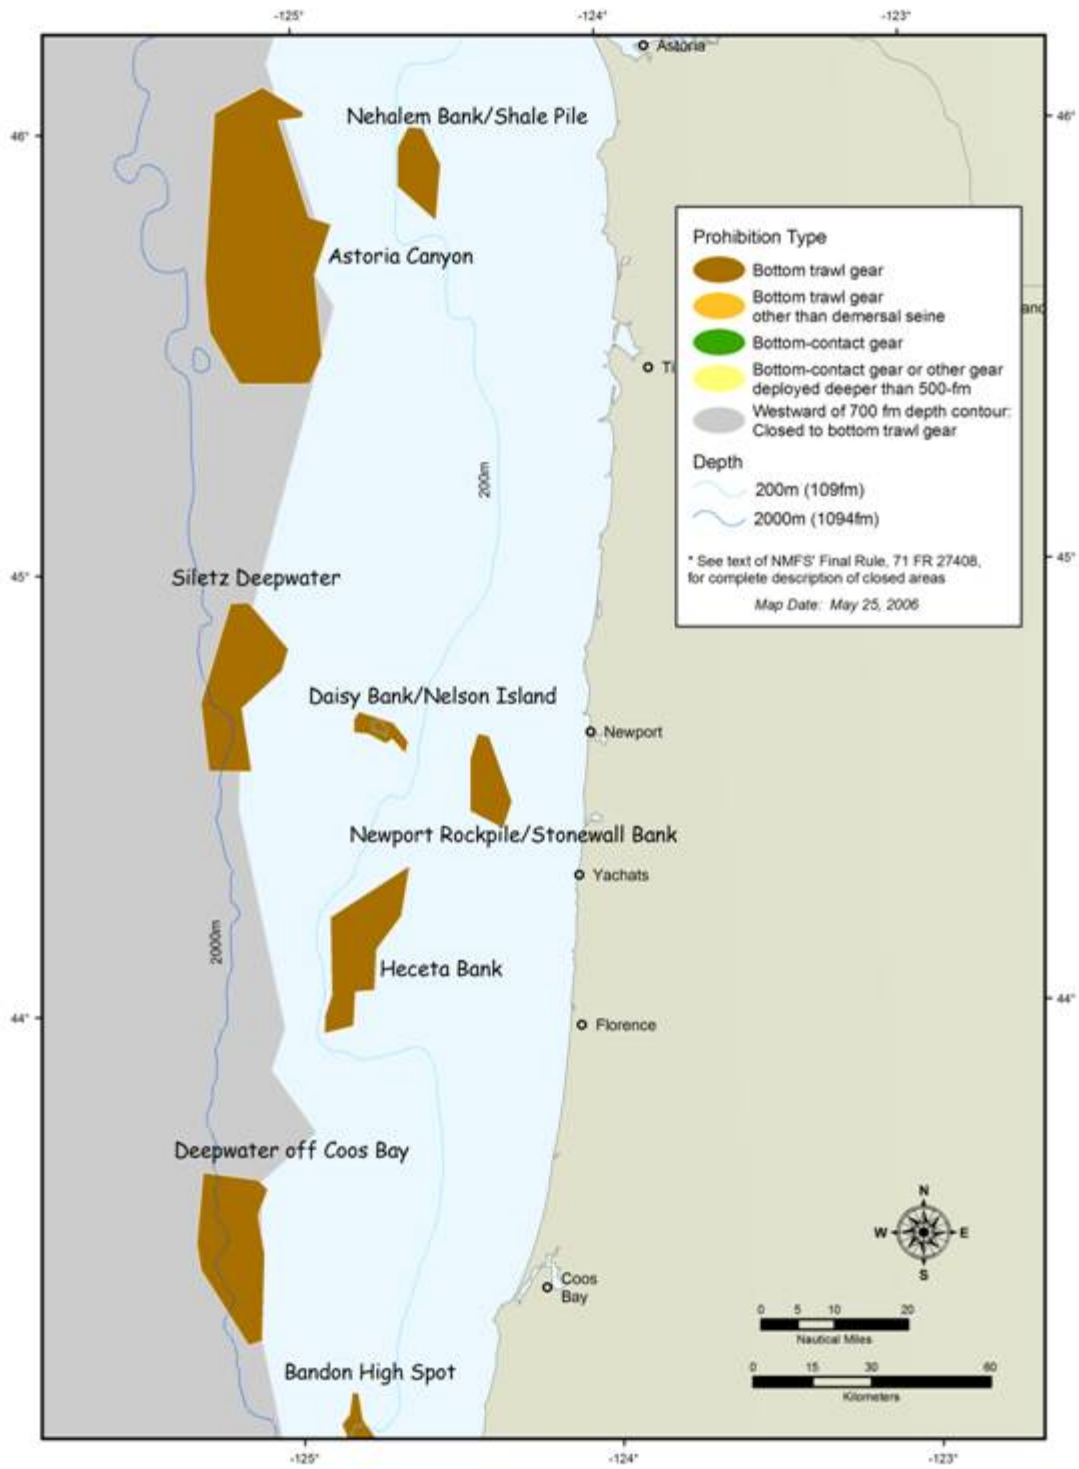 -125° -124° -123°
Astoria
46° 46°
Nehalem Bank/Shale Pile
Astoria Canyon
Prohibition Type
Bottom trawl gear
Bottom trawl gear
other than demersal seine
Bottom-contact gear
Bottom-contact gear or other gear
deployed deeper than 500-fm
Westward of 700 fm depth contour:
Closed to bottom trawl gear
Depth
200m (109fm)
2000m (1094fm)
* See text of NMFS' Final Rule, 71 FR 27408,
for complete description of closed areas
Map Date: May 25, 2006
and
Ti
200m
45° 45°
Siletz Deepwater
Daisy Bank/Nelson Island
Newport
Newport Rockpile/Stonewall Bank
Yachats
2000m
Heceta Bank
44° 44°
Florence
Deepwater off Coos Bay
N
W E
S
Coos
Bay
0 5 10 20
Nautical Miles
0 15 30 60
Kilometers
Bandon High Spot
-125° -124° -123°